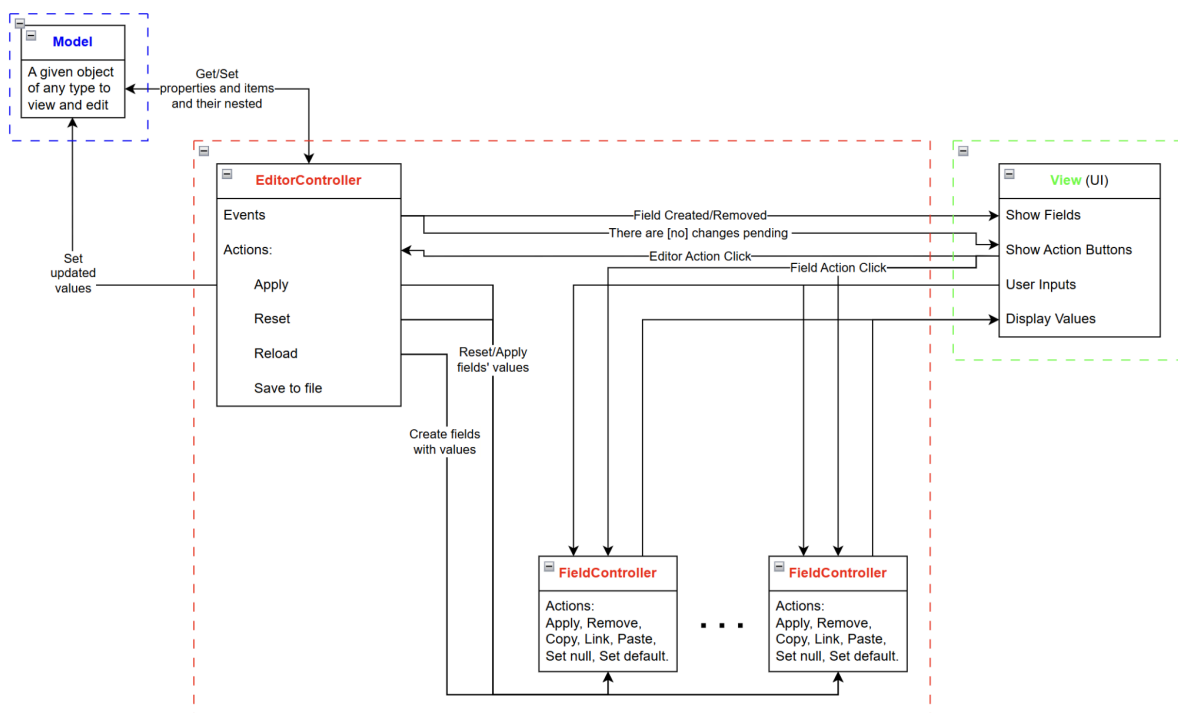 Model
A given object
of any type to
view and edit
Get/Set
properties and items
and their nested
EditorController
Events
Actions:
Apply
Reset
Reload
Save to file
Set
updated
values
Field Created/Removed
There are [no] changes pending
Editor Action Click
Field Action Click
View (UI)
Show Fields
Show Action Buttons
User Inputs
Display Values
Reset/Apply
fields' values
Create fields
with values
FieldController
Actions:
Apply, Remove,
Copy, Link, Paste,
Set null, Set default.
. . .
FieldController
Actions:
Apply, Remove,
Copy, Link, Paste,
Set null, Set default.